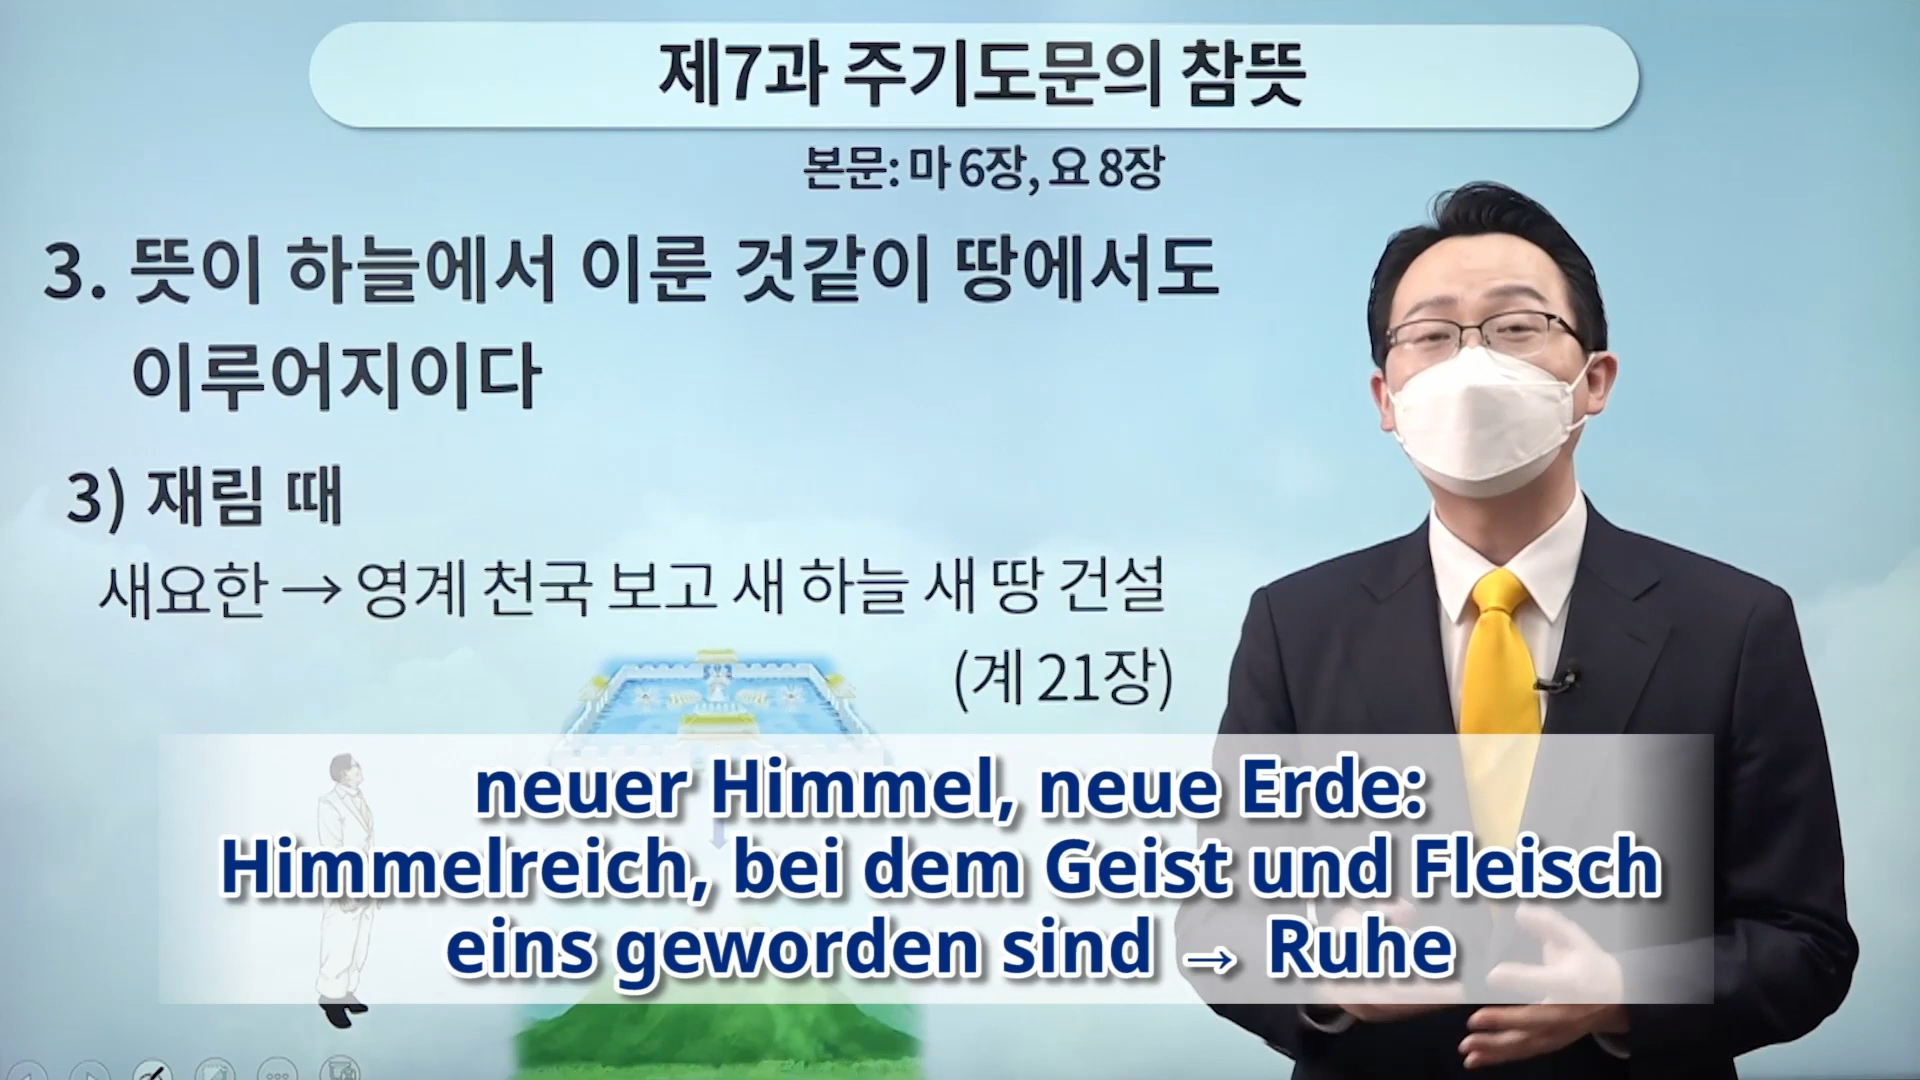 제7과 주기도문의 참뜻
본문: 마 6장, 요 8장
3. 뜻이 하늘에서 이룬 것같이 땅에서도
이루어지이다
3) 재림 때
새요한 → 영계 천국 보고 새 하늘 새 땅 건설
(계 21장)
neuer Himmel, neue Erde:
Himmelreich, bei dem Geist und Fleisch
eins geworden sind → Ruhe